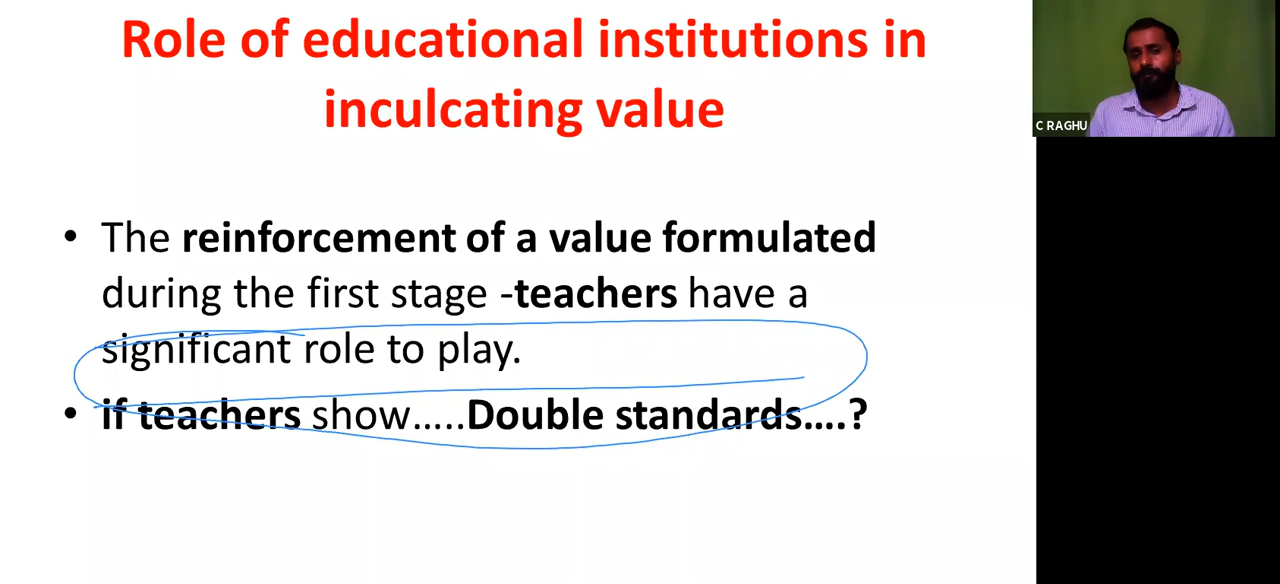 Role of educational institutions in
inculcating value
C RAGHU
• The reinforcement of a value formulated
during the first stage -teachers have a
significant role to play.
• if teachers show.....Double standards....?